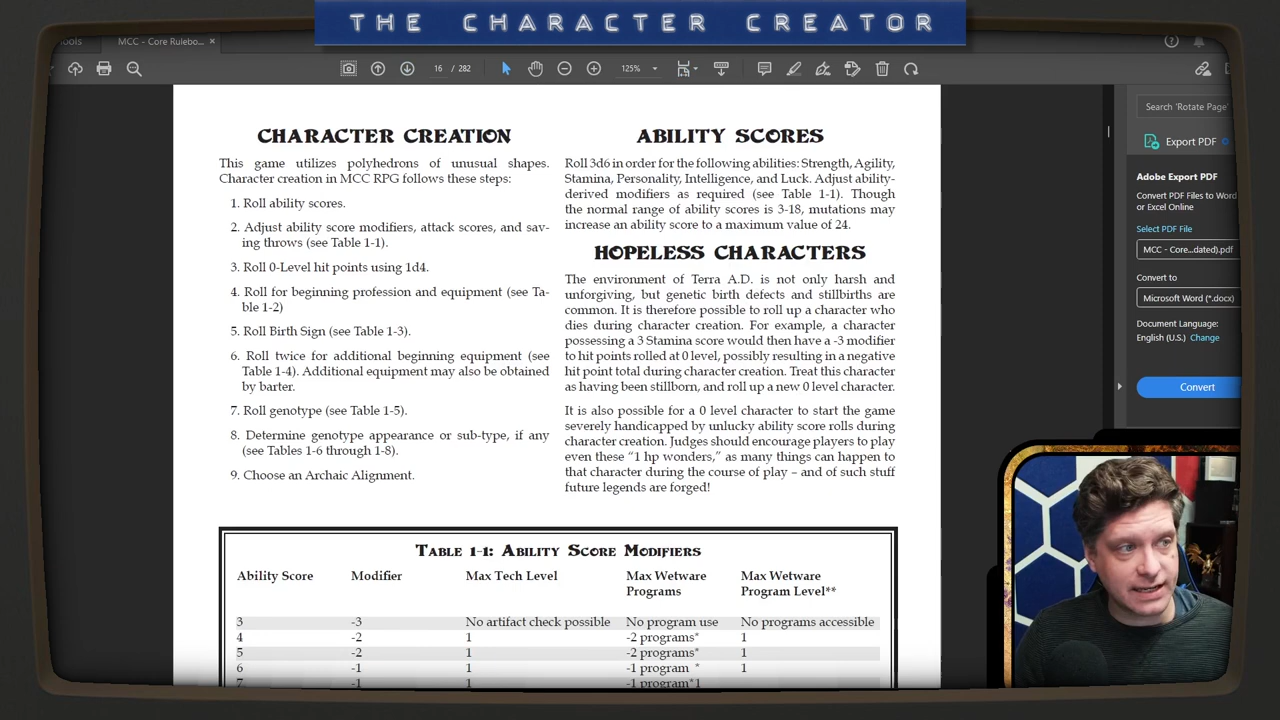 THE CHARACTER CREATOR
ools
MCC - Core Rulebo...
16 / 282
125%
Search 'Rotate Page'
Export PDF
Adobe Export PDF
Convert PDF Files to Word
or Excel Online
Select PDF File
MCC - Core...dated).pdf
Convert to
Microsoft Word (*.docx)
Document Language:
English (U.S.) Change
Convert
CHARACTER CREATION
This game utilizes polyhedrons of unusual shapes.
Character creation in MCC RPG follows these steps:
1. Roll ability scores.
2. Adjust ability score modifiers, attack scores, and sav-
ing throws (see Table 1-1).
3. Roll 0-Level hit points using 1d4.
4. Roll for beginning profession and equipment (see Ta-
ble 1-2)
5. Roll Birth Sign (see Table 1-3).
6. Roll twice for additional beginning equipment (see
Table 1-4). Additional equipment may also be obtained
by barter.
7. Roll genotype (see Table 1-5).
8. Determine genotype appearance or sub-type, if any
(see Tables 1-6 through 1-8).
9. Choose an Archaic Alignment.
ABILITY SCORES
Roll 3d6 in order for the following abilities: Strength, Agility,
Stamina, Personality, Intelligence, and Luck. Adjust ability-
derived modifiers as required (see Table 1-1). Though
the normal range of ability scores is 3-18, mutations may
increase an ability score to a maximum value of 24.
HOPELESS CHARACTERS
The environment of Terra A.D. is not only harsh and
unforgiving, but genetic birth defects and stillbirths are
common. It is therefore possible to roll up a character who
dies during character creation. For example, a character
possessing a 3 Stamina score would then have a -3 modifier
to hit points rolled at 0 level, possibly resulting in a negative
hit point total during character creation. Treat this character
as having been stillborn, and roll up a new 0 level character.
It is also possible for a 0 level character to start the game
severely handicapped by unlucky ability score rolls during
character creation. Judges should encourage players to play
even these “1 hp wonders,” as many things can happen to
that character during the course of play – and of such stuff
future legends are forged!
TABLE 1-1: ABILITY SCORE MODIFIERS
Ability Score Modifier Max Tech Level Max Wetware Programs Max Wetware Program Level**
3 -3 No artifact check possible No program use No programs accessible
4 -2 1 -2 programs* 1
5 -2 1 -2 programs* 1
6 -1 1 -1 program * 1
7 -1 1 -1 program*1